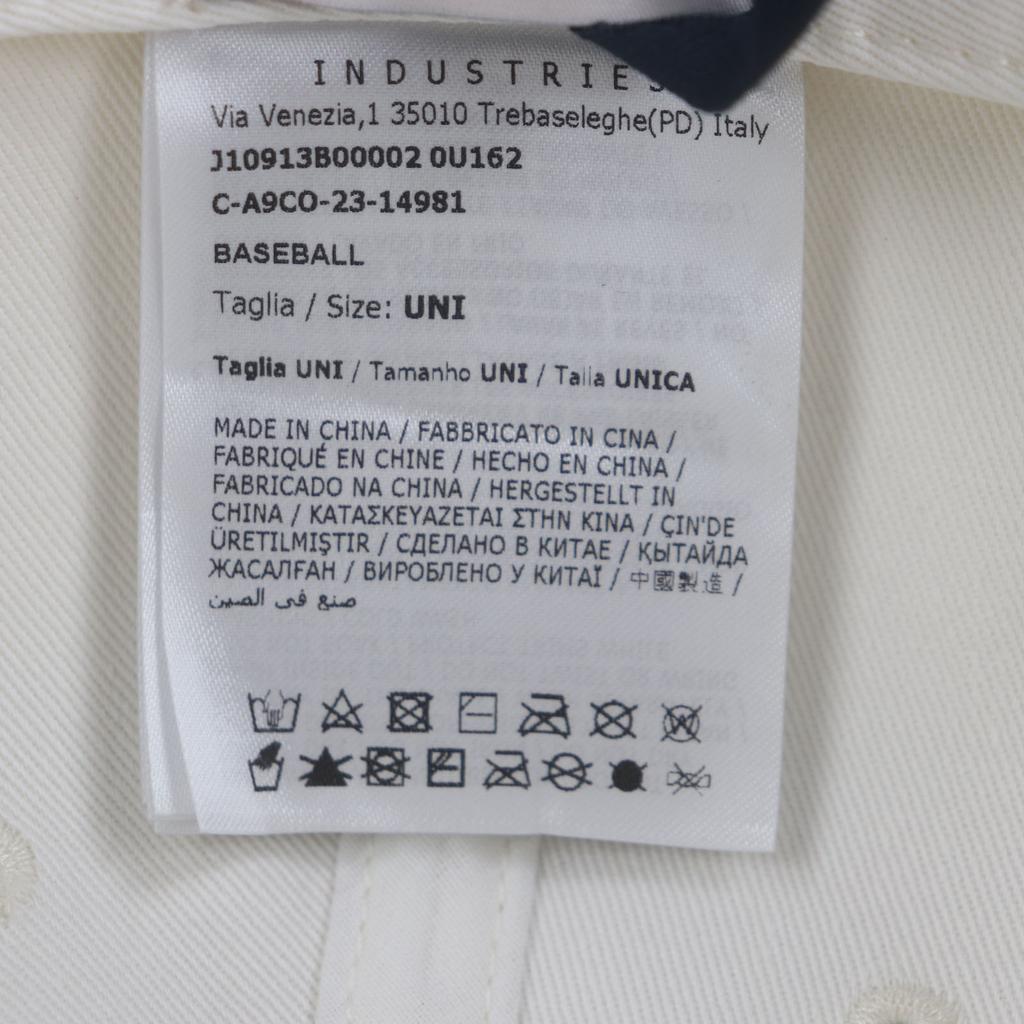 INDUSTRIES
Via Venezia,1 35010 Trebaseleghe(PD) Italy
J10913B00002 0U162
C-A9CO-23-14981
BASEBALL
Taglia / Size: UNI
Taglia UNI / Tamanho UNI / Talla UNICA
MADE IN CHINA / FABBRICATO IN CINA /
FABRIQUÉ EN CHINE / HECHO EN CHINA /
FABRICADO NA CHINA / HERGESTELLT IN
CHINA / ΚΑΤΑΣΚΕΥΑΖΕΤΑΙ ΣΤΗΝ ΚΙΝΑ / ÇIN'DE
ÜRETILMIŞTIR / СДЕЛАНО В КИТАЕ / ҚЫТАЙДА
ЖАСАЛҒАН / ВИРОБЛЕНО У КИТАЇ / 中國製造 /
صنع في الصين